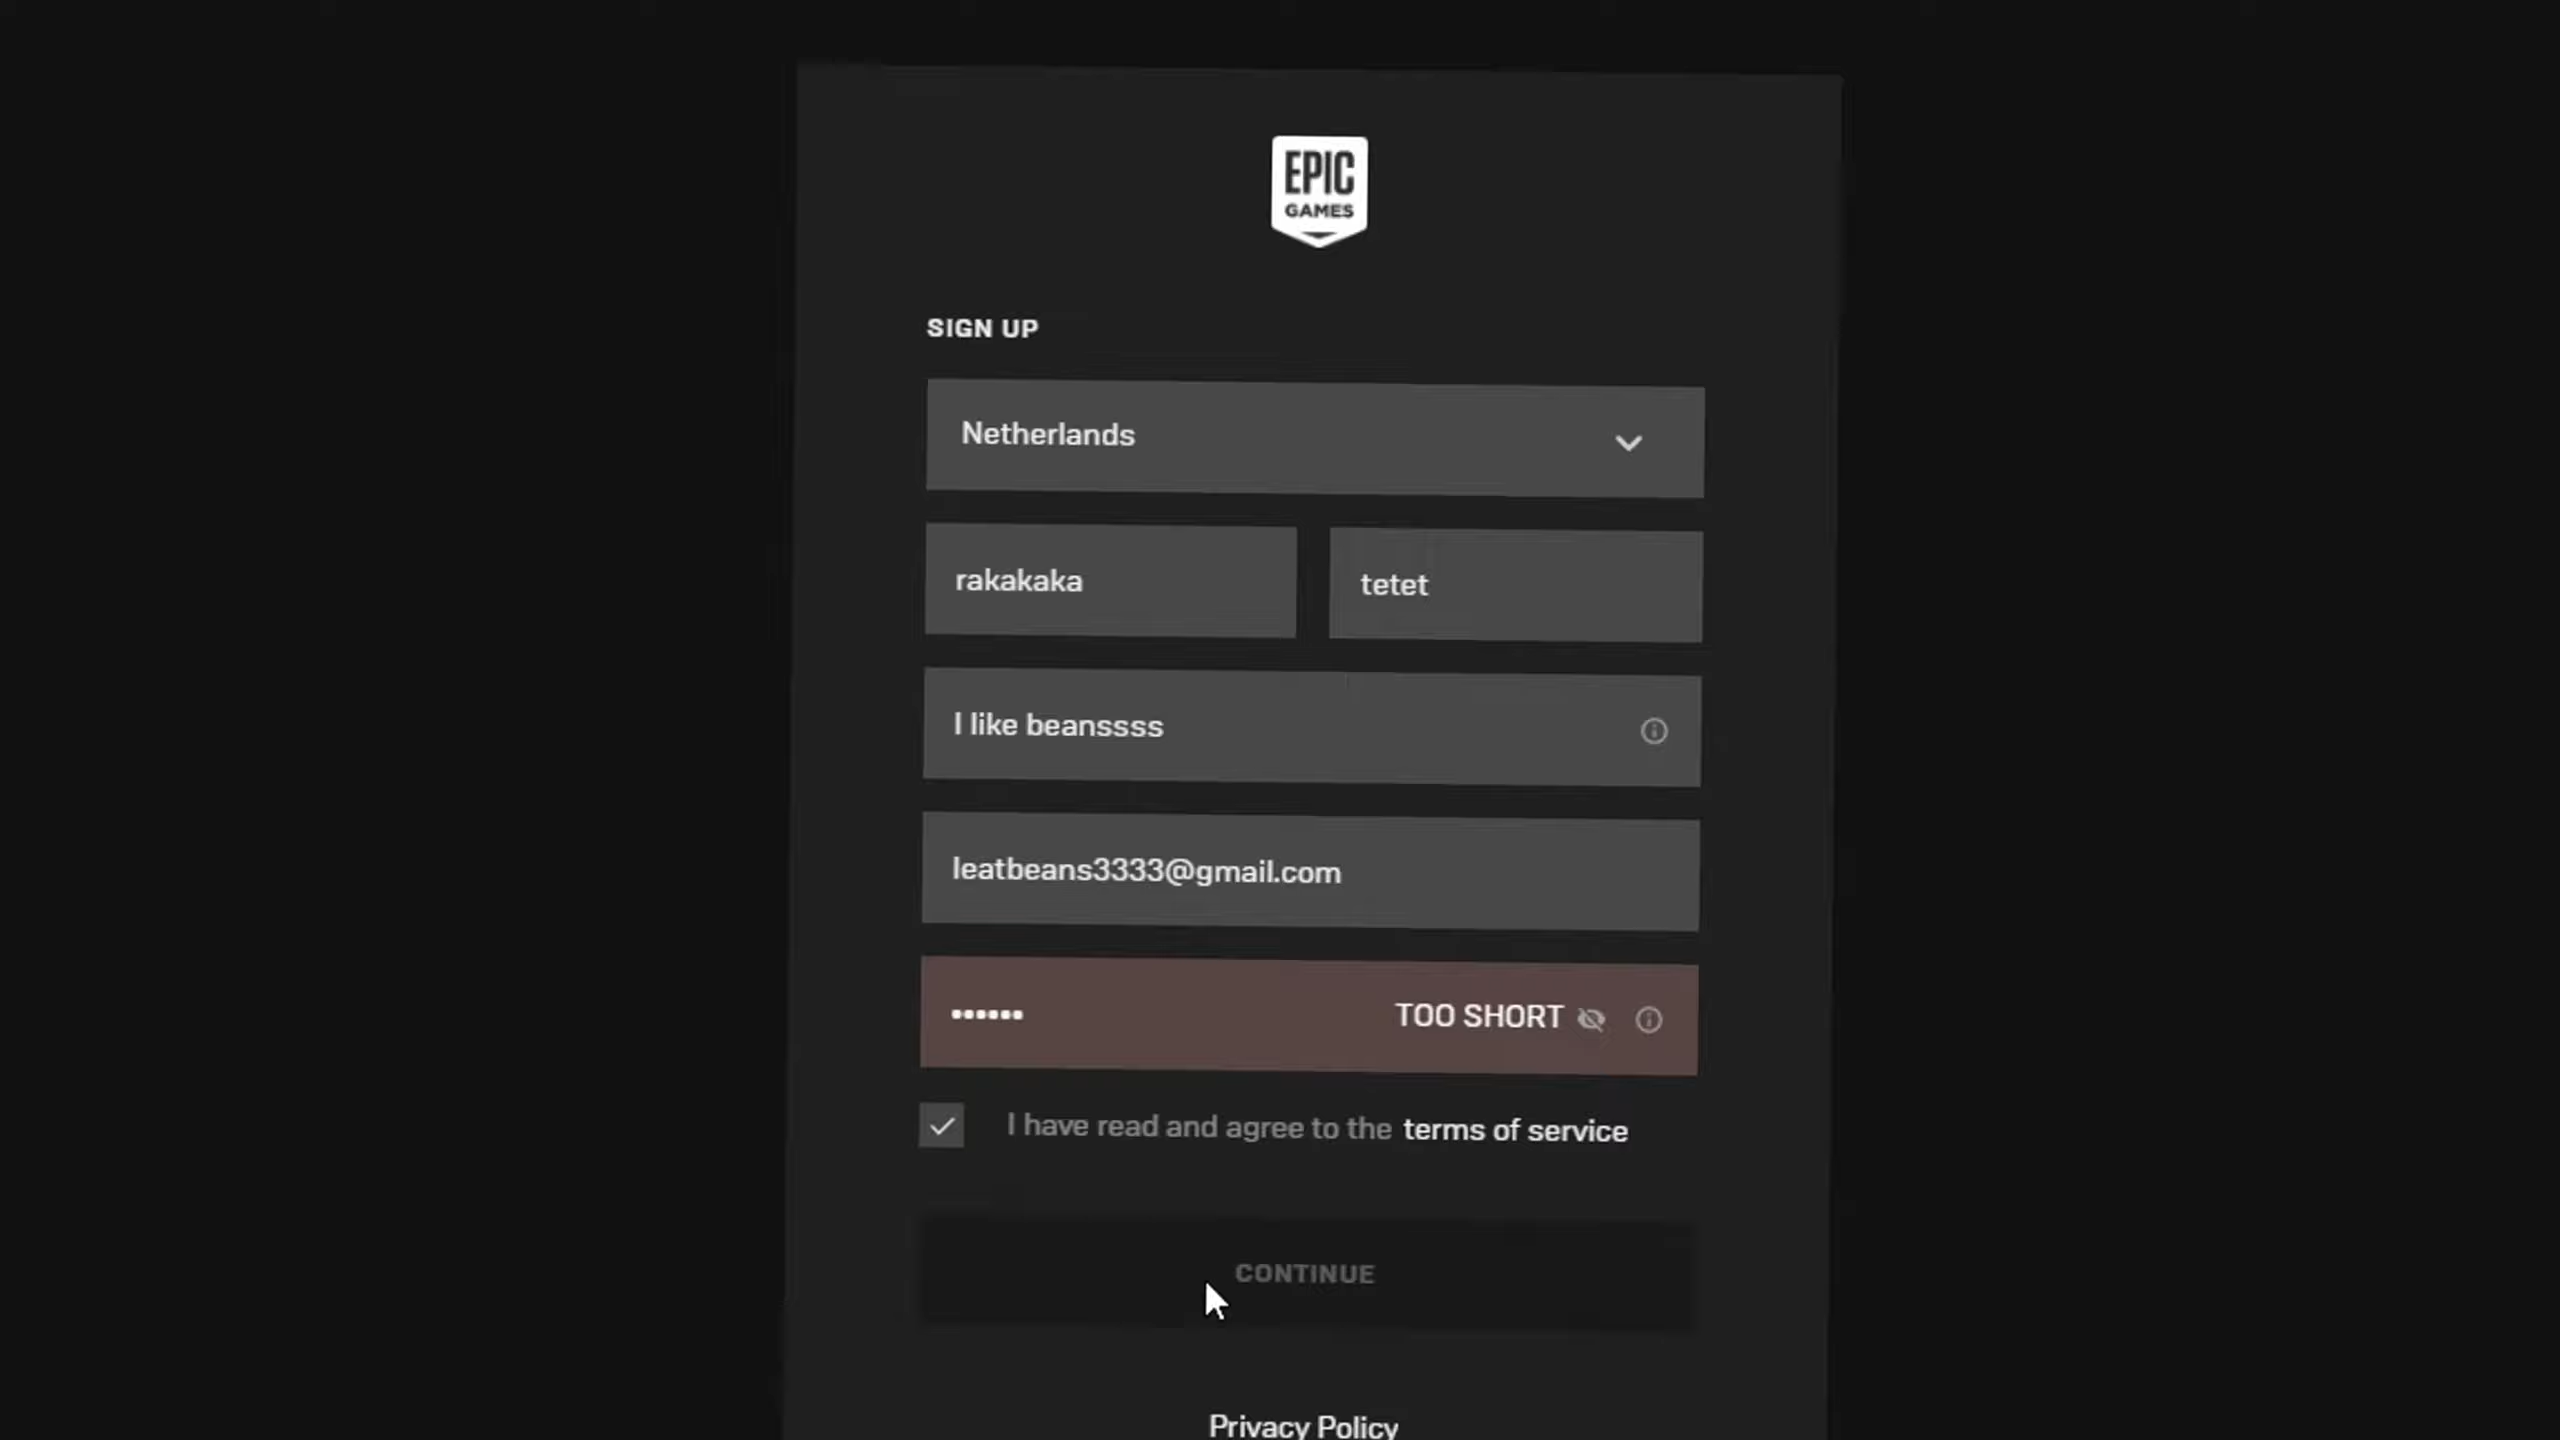 EPIC
GAMES
SIGN UP
Netherlands
rakakaka
tetet
I like beanssss
leatbeans3333@gmail.com
•••••• TOO SHORT
I have read and agree to the terms of service
CONTINUE
Privacy Policy